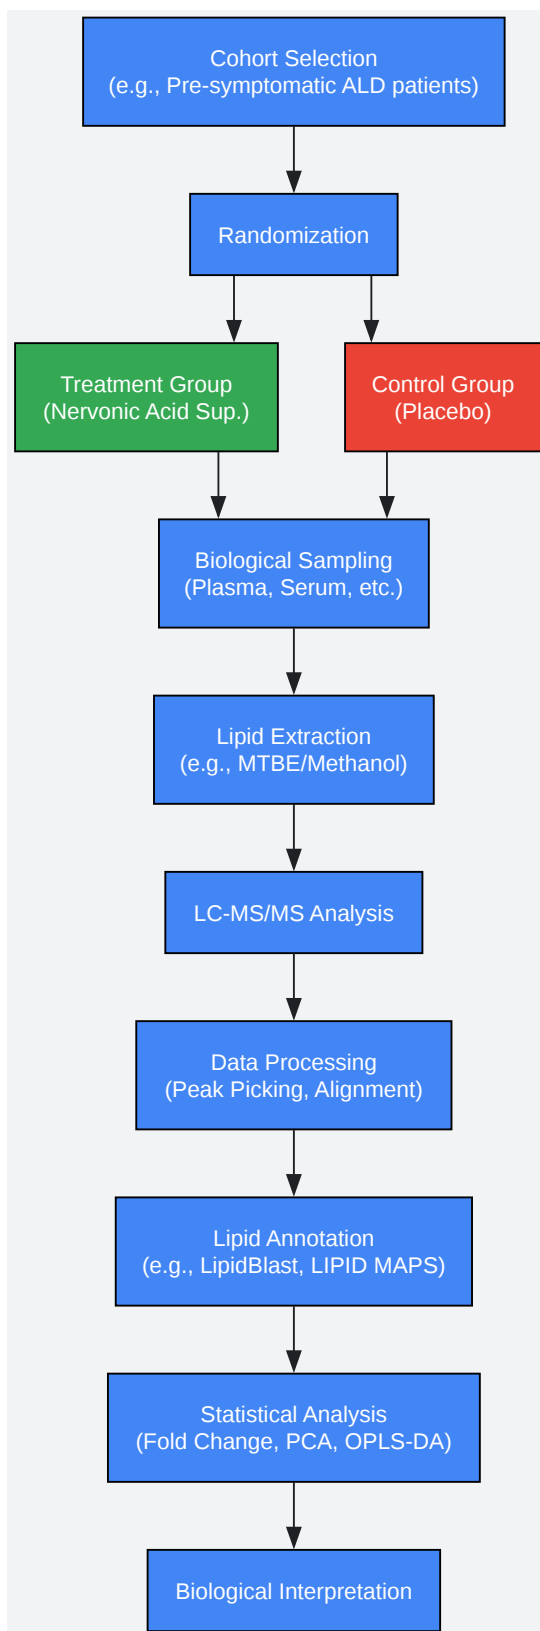 Cohort Selection
(e.g., Pre-symptomatic ALD patients)
Randomization
Treatment Group
(Nervonic Acid Sup.)
Control Group
(Placebo)
Biological Sampling
(Plasma, Serum, etc.)
Lipid Extraction
(e.g., MTBE/Methanol)
LC-MS/MS Analysis
Data Processing
(Peak Picking, Alignment)
Lipid Annotation
(e.g., LipidBlast, LIPID MAPS)
Statistical Analysis
(Fold Change, PCA, OPLS-DA)
Biological Interpretation